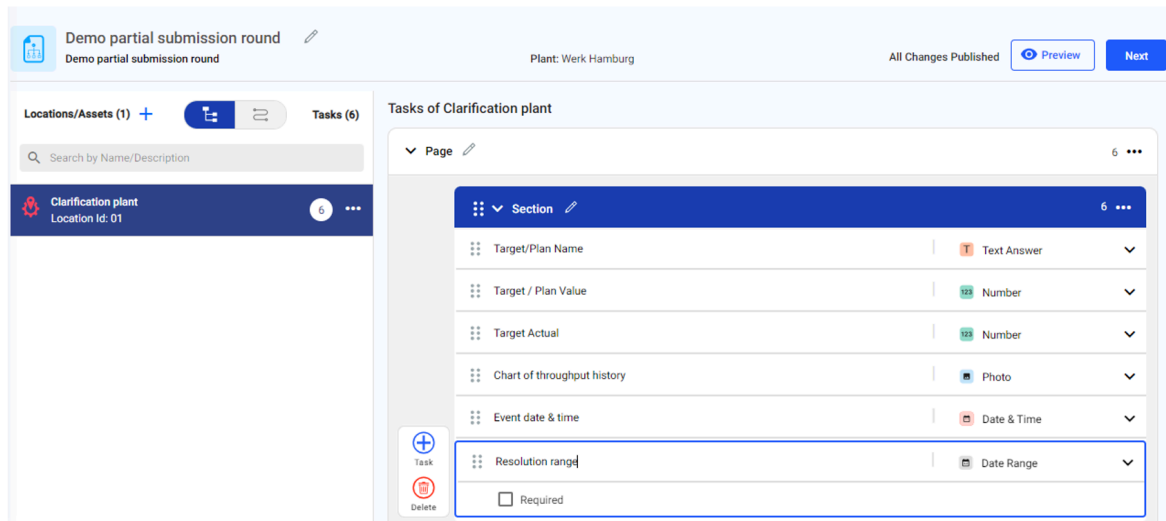 Demo partial submission round
Demo partial submission round
Plant: Werk Hamburg
All Changes Published
Preview
Next
Locations/Assets (1)
Tasks (6)
Search by Name/Description
Clarification plant
Location Id: 01
6
Tasks of Clarification plant
Page
6
Section
6
Target/Plan Name
T Text Answer
Target / Plan Value
123 Number
Target Actual
123 Number
Chart of throughput history
Photo
Event date & time
Date & Time
Task
Delete
Resolution range
Date Range
Required